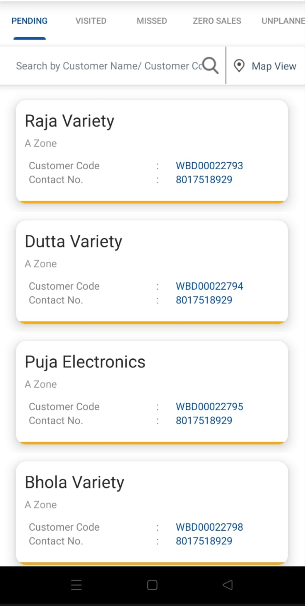 PENDING VISITED MISSED ZERO SALES UNPLANNE
Search by Customer Name/ Customer Co Map View
Raja Variety
A Zone
Customer Code : WBD00022793
Contact No. : 8017518929
Dutta Variety
A Zone
Customer Code : WBD00022794
Contact No. : 8017518929
Puja Electronics
A Zone
Customer Code : WBD00022795
Contact No. : 8017518929
Bhola Variety
A Zone
Customer Code : WBD00022798
Contact No. : 8017518929